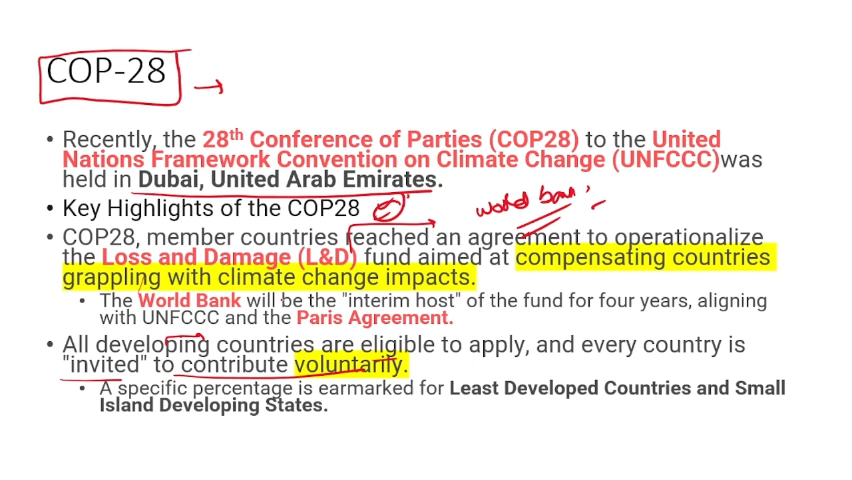 COP-28
• Recently, the 28th Conference of Parties (COP28) to the United
Nations Framework Convention on Climate Change (UNFCCC)was
held in Dubai, United Arab Emirates.
• Key Highlights of the COP28
world bank
COP28, member countries reached an agreement to operationalize
the Loss and Damage (L&D) fund aimed at compensating countries
grappling with climate change impacts.
• The World Bank will be the "interim host" of the fund for four years, aligning
with UNFCCC and the Paris Agreement.
• All developing countries are eligible to apply, and every country is
"invited" to contribute voluntarily.
• A specific percentage is earmarked for Least Developed Countries and Small
Island Developing States.